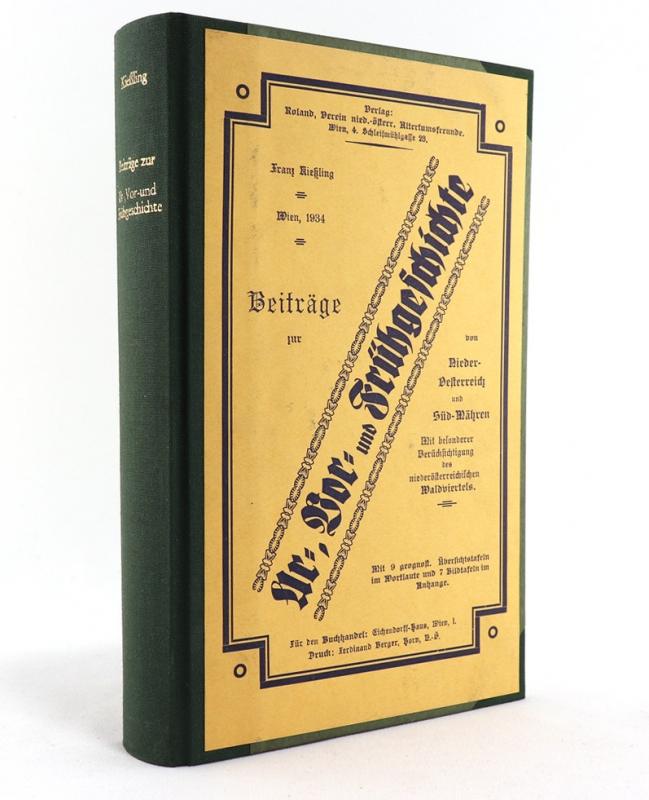 Kießling
Beiträge zur
Ur-, Vor- und
Frühgeschichte
Verlag:
Roland, Verein nied.-österr. Altertumsfreunde.
Wien, 4. Schleifmühlgasse 23.
Franz Kießling
Wien, 1934
Beiträge
zur
Ur-, Vor- und Frühgeschichte
von
Nieder-
Oesterreich
und
Süd-Mähren
Mit besonderer
Berücksichtigung
des
niederösterreichischen
Waldviertels.
Mit 9 geognost. Übersichtstafeln
im Wortlaute und 7 Bildtafeln im
Anhange.
Für den Buchhandel: Eichendorff-Haus, Wien, 1.
Druck: Ferdinand Berger, Horn, N.-Ö.